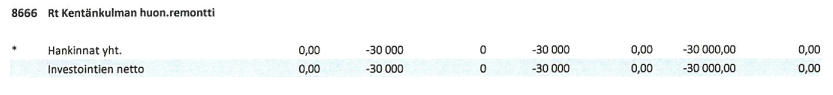 8666 Rt Kentänkulman huon.remontti
* Hankinnat yht. 0,00 -30 000 0 -30 000 0,00 -30 000,00 0,00
Investointien netto 0,00 -30 000 0 -30 000 0,00 -30 000,00 0,00